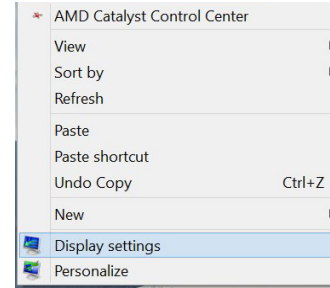 AMD Catalyst Control Center
View
Sort by
Refresh
Paste
Paste shortcut
Undo Copy Ctrl+Z
New
Display settings
Personalize